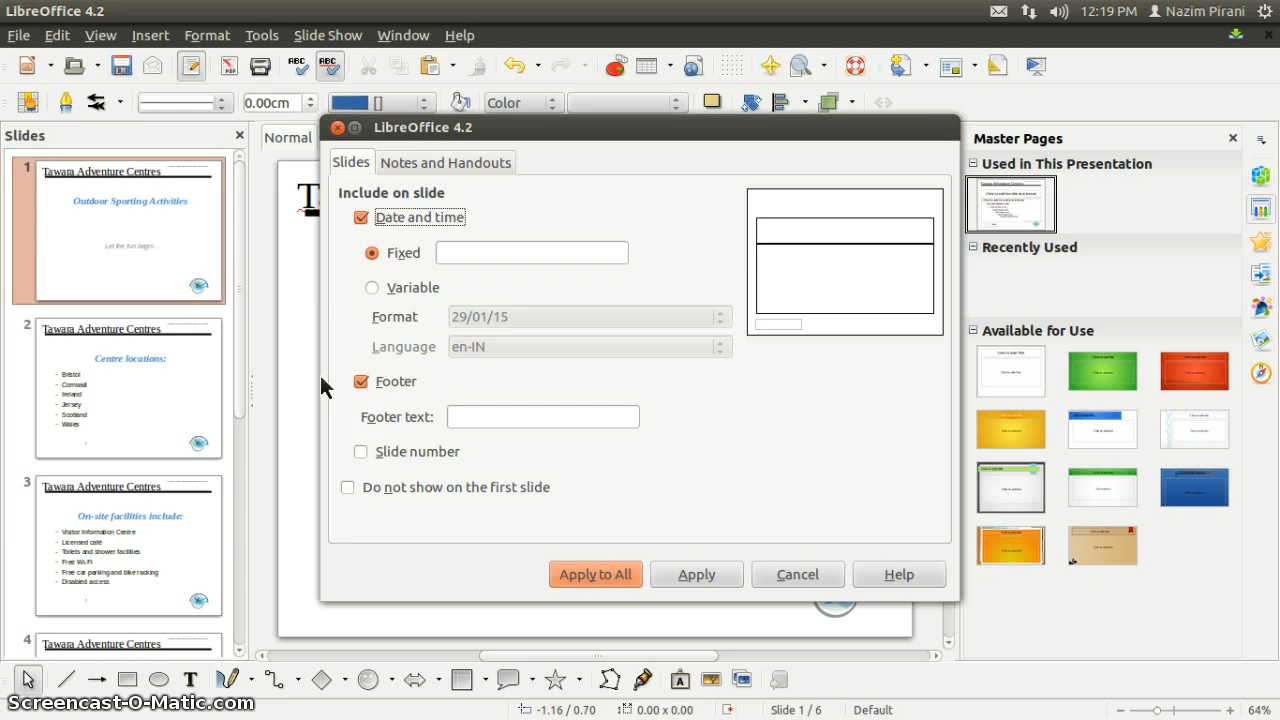 LibreOffice 4.2
12:19 PM
Nazim Pirani
File Edit View Insert Format Tools Slide Show Window Help
0.00cm
[]
Color
Slides
Normal
LibreOffice 4.2
Slides
Notes and Handouts
Include on slide
Date and time
Fixed
Variable
Format
29/01/15
Language
en-IN
Footer
Footer text:
Slide number
Do not show on the first slide
Apply to All
Apply
Cancel
Help
1
Tawara Adventure Centres
Outdoor Sporting Activities
Let the fun begin...
2
Tawara Adventure Centres
Centre locations:
– Bristol
– Cornwall
– Ireland
– Jersey
– Scotland
– Wales
3
Tawara Adventure Centres
On-site facilities include:
– Visitor Information Centre
– Licensed café
– Toilets and shower facilities
– Free Wi-Fi
– Free car parking and bike racking
– Disabled access
4
Tawara Adventure Centres
T
Master Pages
Used in This Presentation
Recently Used
Available for Use
Screencast-O-Matic.com
-1.16 / 0.70
0.00 x 0.00
Slide 1 / 6
Default
64%